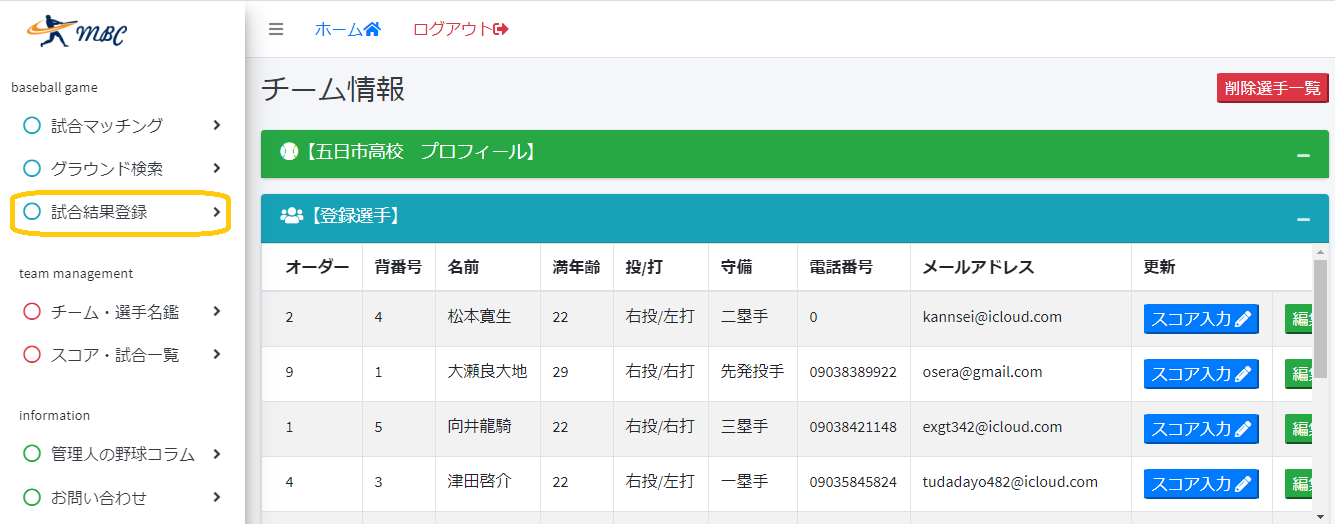 MBC
ホーム ログアウト
baseball game
試合マッチング
グラウンド検索
試合結果登録
team management
チーム・選手名鑑
スコア・試合一覧
information
管理人の野球コラム
お問い合わせ
チーム情報 削除選手一覧
【五日市高校　プロフィール】
【登録選手】
オーダー 背番号 名前 満年齢 投/打 守備 電話番号 メールアドレス 更新
2 4 松本寛生 22 右投/左打 二塁手 0 kannsei@icloud.com スコア入力 編集
9 1 大瀬良大地 29 右投/右打 先発投手 09038389922 osera@gmail.com スコア入力 編集
1 5 向井龍騎 22 右投/右打 三塁手 09038421148 exgt342@icloud.com スコア入力 編集
4 3 津田啓介 22 右投/左打 一塁手 09035845824 tudadayo482@icloud.com スコア入力 編集